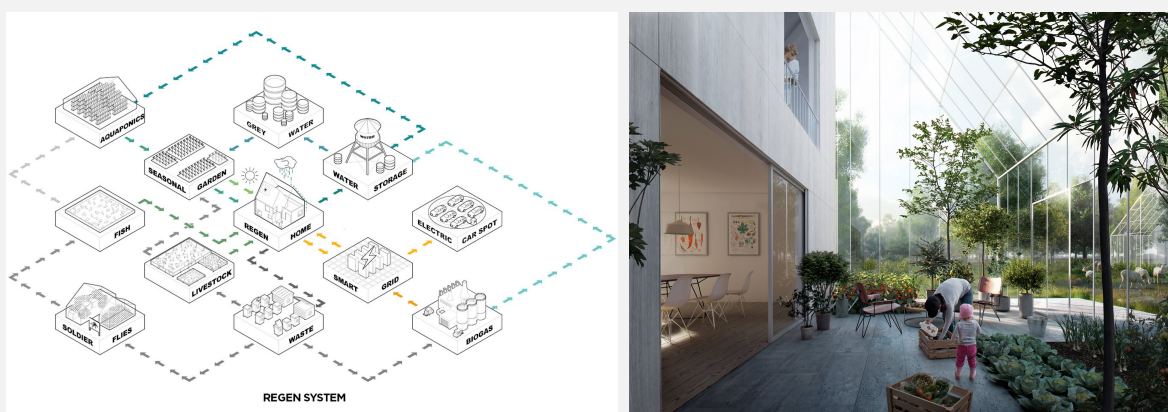 AQUAPONICS
GREY WATER
SEASONAL GARDEN
WATER STORAGE
WATER
FISH
REGEN HOME
ELECTRIC CAR SPOT
LIVESTOCK
SMART GRID
SOLDIER FLIES
WASTE
BIOGAS
REGEN SYSTEM